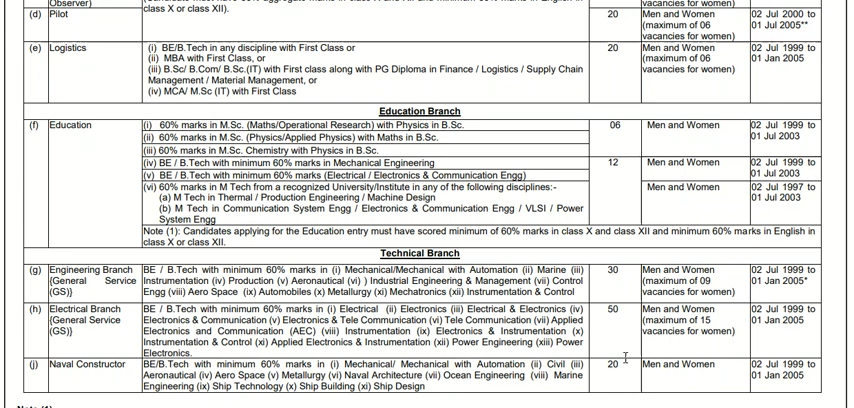 Observer)
class X or class XII).
vacancies for women)
(d) Pilot 20 Men and Women 02 Jul 2000 to
(maximum of 06 01 Jul 2005**
vacancies for women)
(e) Logistics (i) BE/B.Tech in any discipline with First Class or 20 Men and Women 02 Jul 1999 to
(ii) MBA with First Class, or (maximum of 06 01 Jan 2005
(iii) B.Sc/ B.Com/ B.Sc.(IT) with First class along with PG Diploma in Finance / Logistics / Supply Chain vacancies for women)
Management / Material Management, or
(iv) MCA/ M.Sc (IT) with First Class
Education Branch
(f) Education (i) 60% marks in M.Sc. (Maths/Operational Research) with Physics in B.Sc. 06 Men and Women 02 Jul 1999 to
(ii) 60% marks in M.Sc. (Physics/Applied Physics) with Maths in B.Sc. 01 Jul 2003
(iii) 60% marks in M.Sc. Chemistry with Physics in B.Sc.
(iv) BE / B.Tech with minimum 60% marks in Mechanical Engineering 12 Men and Women 02 Jul 1999 to
(v) BE / B.Tech with minimum 60% marks (Electrical / Electronics & Communication Engg) 01 Jul 2003
(vi) 60% marks in M Tech from a recognized University/Institute in any of the following disciplines:- Men and Women 02 Jul 1997 to
(a) M Tech in Thermal / Production Engineering / Machine Design 01 Jul 2003
(b) M Tech in Communication System Engg / Electronics & Communication Engg / VLSI / Power
System Engg
Note (1): Candidates applying for the Education entry must have scored minimum of 60% marks in class X and class XII and minimum 60% marks in English in
class X or class XII.
Technical Branch
(g) Engineering Branch BE / B.Tech with minimum 60% marks in (i) Mechanical/Mechanical with Automation (ii) Marine (iii) 30 Men and Women 02 Jul 1999 to
{General Service Instrumentation (iv) Production (v) Aeronautical (vi) ) Industrial Engineering & Management (vii) Control (maximum of 09 01 Jan 2005*
(GS)} Engg (viii) Aero Space (ix) Automobiles (x) Metallurgy (xi) Mechatronics (xii) Instrumentation & Control vacancies for women)
(h) Electrical Branch BE / B.Tech with minimum 60% marks in (i) Electrical (ii) Electronics (iii) Electrical & Electronics (iv) 50 Men and Women 02 Jul 1999 to
{General Service Electronics & Communication (v) Electronics & Tele Communication (vi) Tele Communication (vii) Applied (maximum of 15 01 Jan 2005
(GS)} Electronics and Communication (AEC) (viii) Instrumentation (ix) Electronics & Instrumentation (x) vacancies for women)
Instrumentation & Control (xi) Applied Electronics & Instrumentation (xii) Power Engineering (xiii) Power
Electronics.
(j) Naval Constructor BE/B.Tech with minimum 60% marks in (i) Mechanical/ Mechanical with Automation (ii) Civil (iii) 20 Men and Women 02 Jul 1999 to
Aeronautical (iv) Aero Space (v) Metallurgy (vi) Naval Architecture (vii) Ocean Engineering (viii) Marine 01 Jan 2005
Engineering (ix) Ship Technology (x) Ship Building (xi) Ship Design